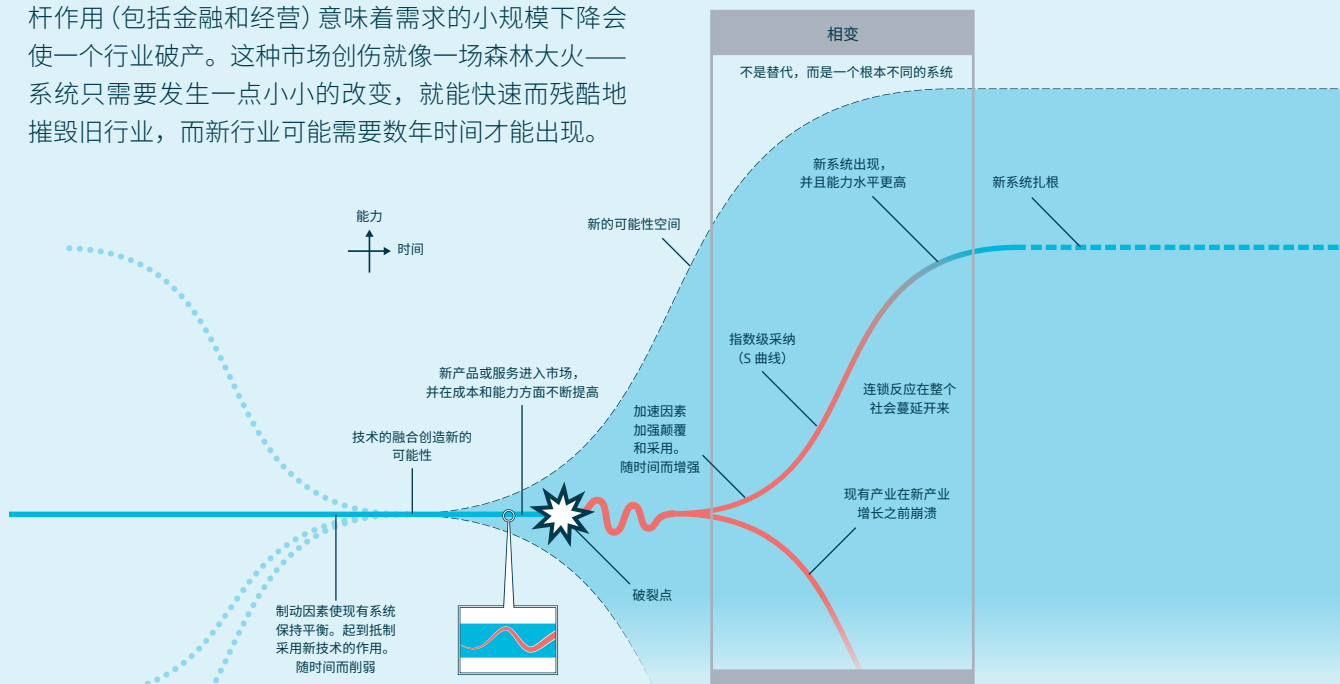 杆作用（包括金融和经营）意味着需求的小规模下降会
使一个行业破产。这种市场创伤就像一场森林大火——
系统只需要发生一点小小的改变，就能快速而残酷地
摧毁旧行业，而新行业可能需要数年时间才能出现。
相变
不是替代，而是一个根本不同的系统
新系统出现，
并且能力水平更高
新系统扎根
能力
时间
新的可能性空间
指数级采纳
（S 曲线）
新产品或服务进入市场，
并在成本和能力方面不断提高
连锁反应在整个
社会蔓延开来
加速因素
加强颠覆
和采用。
随时间而增强
技术的融合创造新的
可能性
现有产业在新产业
增长之前崩溃
破裂点
制动因素使现有系统
保持平衡。起到抵制
采用新技术的作用。
随时间而削弱